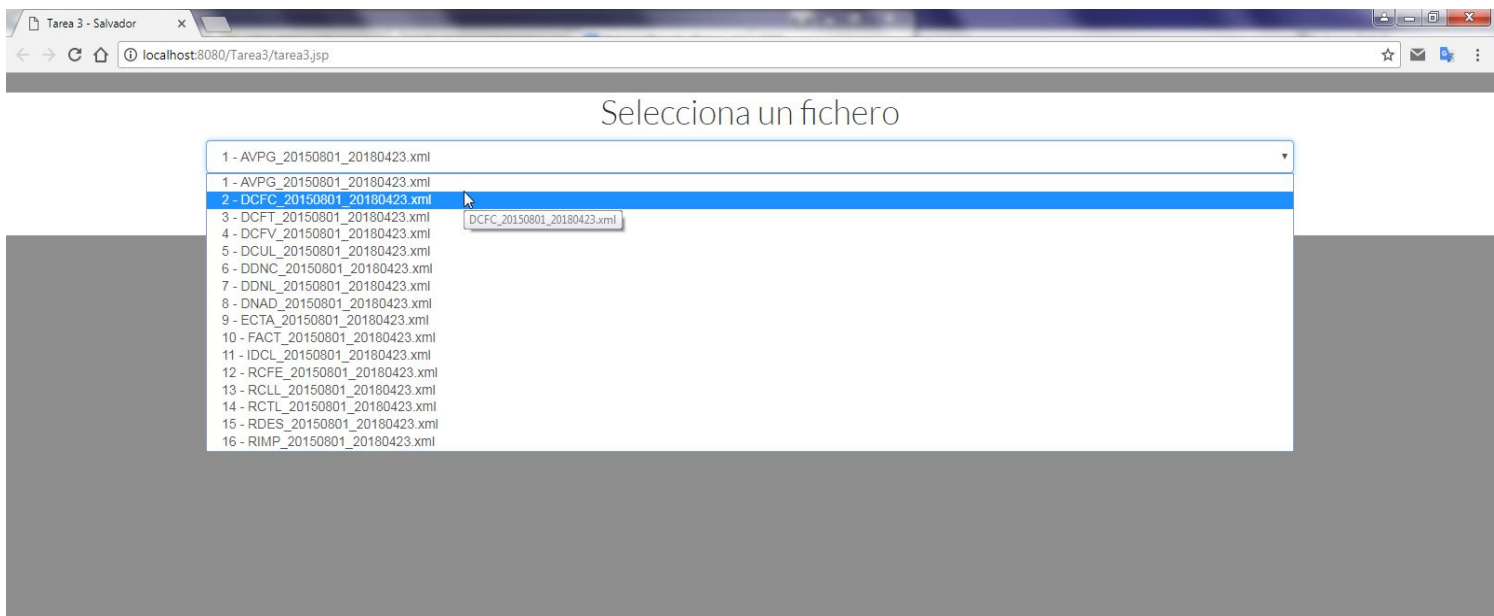 Tarea 3 - Salvador
localhost:8080/Tarea3/tarea3.jsp
Selecciona un fichero
1 - AVPG_20150801_20180423.xml
1 - AVPG_20150801_20180423.xml
2 - DCFC_20150801_20180423.xml
3 - DCFT_20150801_20180423.xml
DCFC_20150801_20180423.xml
4 - DCFV_20150801_20180423.xml
5 - DCUL_20150801_20180423.xml
6 - DDNC_20150801_20180423.xml
7 - DDNL_20150801_20180423.xml
8 - DNAD_20150801_20180423.xml
9 - ECTA_20150801_20180423.xml
10 - FACT_20150801_20180423.xml
11 - IDCL_20150801_20180423.xml
12 - RCFE_20150801_20180423.xml
13 - RCLL_20150801_20180423.xml
14 - RCTL_20150801_20180423.xml
15 - RDES_20150801_20180423.xml
16 - RIMP_20150801_20180423.xml